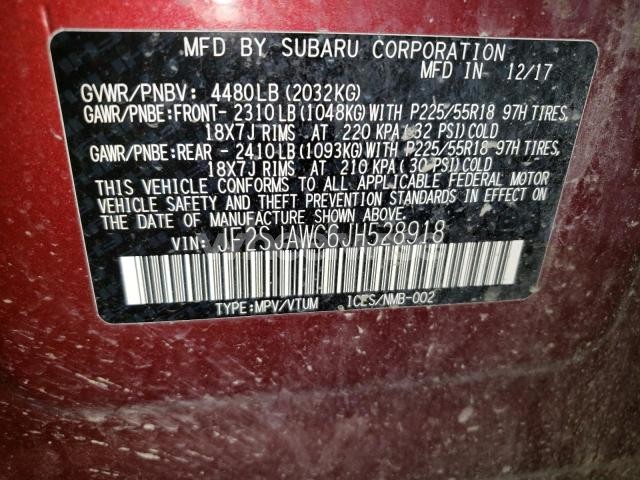 MFD BY SUBARU CORPORATION
MFD IN 12/17
GVWR/PNBV: 4480LB (2032KG)
GAWR/PNBE:FRONT- 2310LB(1048KG)WITH P225/55R18 97H TIRES,
18X7J RIMS, AT 220 KPA(32 PSI)COLD
GAWR/PNBE:REAR - 2410LB(1093KG)WITH P225/55R18 97H TIRES,
18X7J RIMS, AT 210 KPA(30 PSI)COLD
THIS VEHICLE CONFORMS TO ALL APPLICABLE FEDERAL MOTOR
VEHICLE SAFETY AND THEFT PREVENTION STANDARDS IN EFFECT ON
THE DATE OF MANUFACTURE SHOWN ABOVE.
VIN: JF2SJAWC6JH528918
TYPE:MPV/VTUM ICES/NMB-002